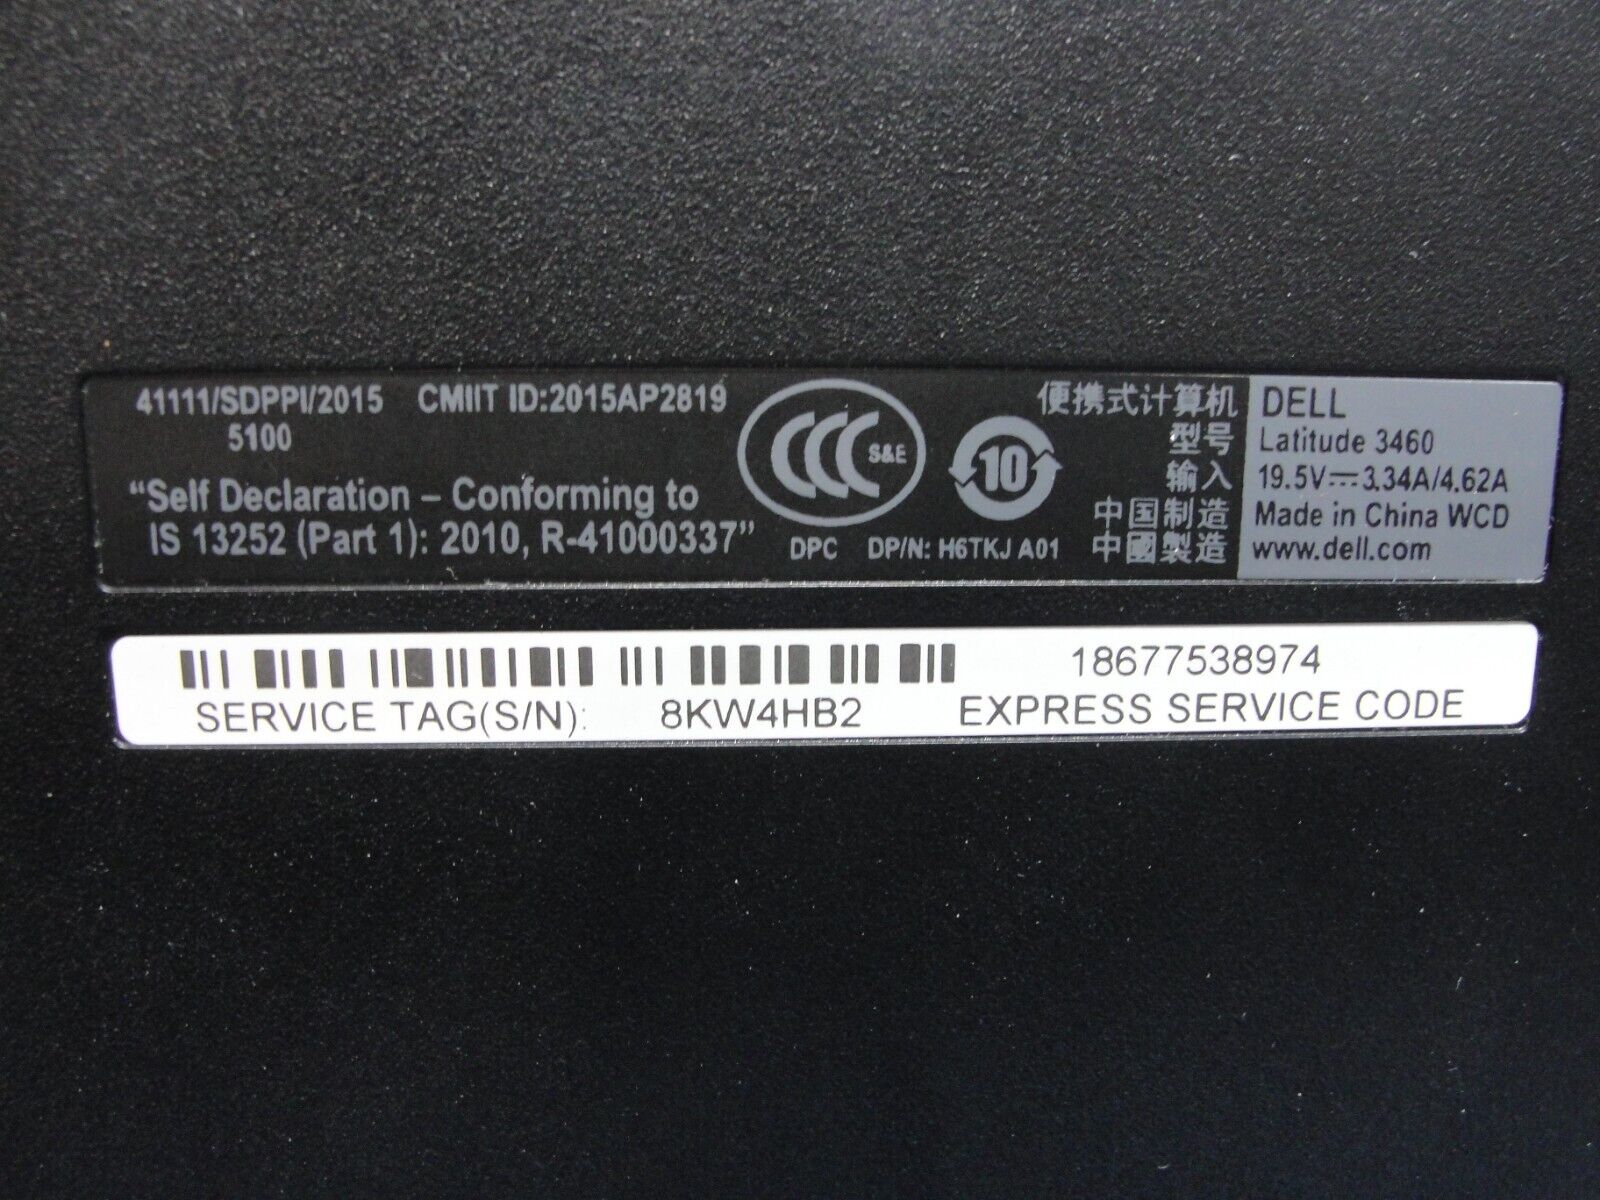 41111/SDPPI/2015 CMIIT ID:2015AP2819
5100
"Self Declaration – Conforming to
IS 13252 (Part 1): 2010, R-41000337"
CCC S&E
10
DPC DP/N: H6TKJ A01
便携式计算机 DELL
型号 Latitude 3460
输入 19.5V⎓3.34A/4.62A
中国制造 Made in China WCD
中國製造 www.dell.com
18677538974
SERVICE TAG(S/N): 8KW4HB2 EXPRESS SERVICE CODE